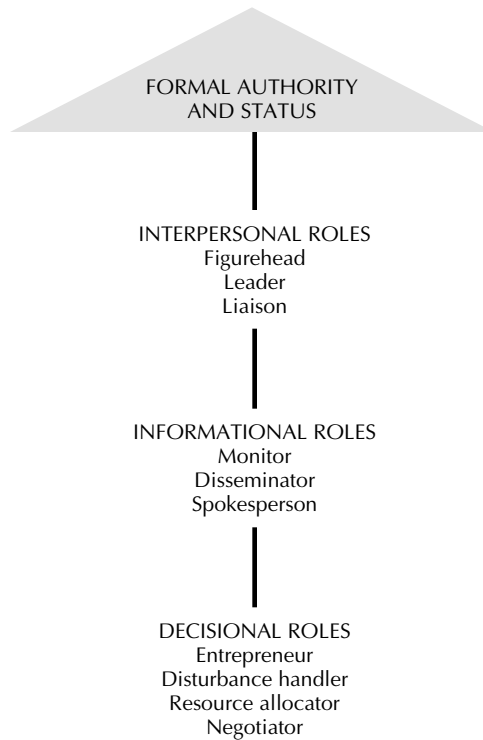 FORMAL AUTHORITY
AND STATUS
INTERPERSONAL ROLES
Figurehead
Leader
Liaison
INFORMATIONAL ROLES
Monitor
Disseminator
Spokesperson
DECISIONAL ROLES
Entrepreneur
Disturbance handler
Resource allocator
Negotiator